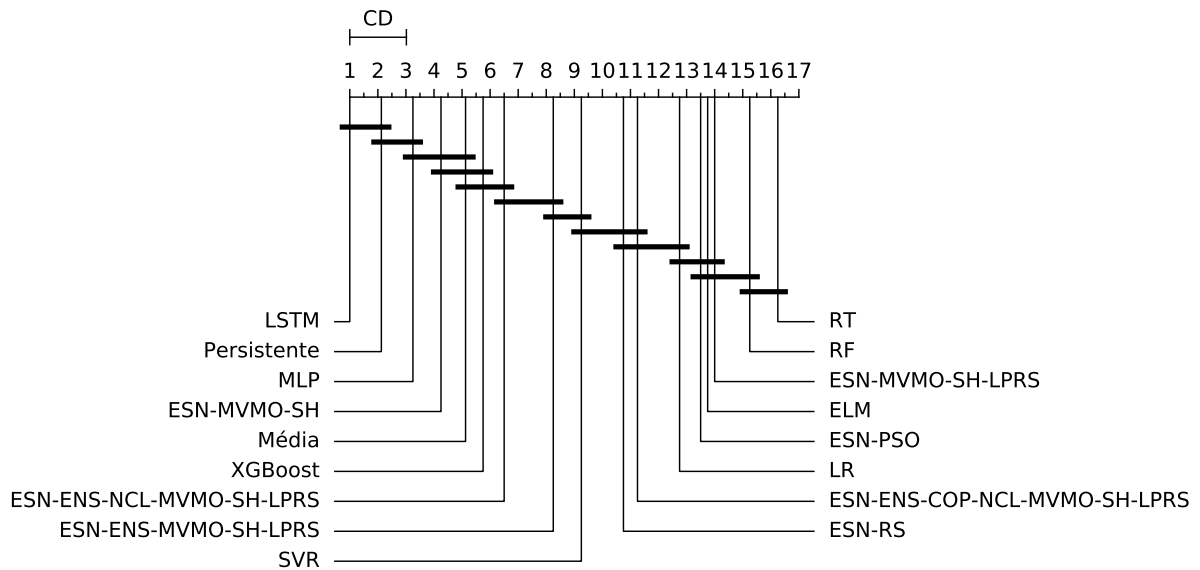 CD
1 2 3 4 5 6 7 8 9 10 11 12 13 14 15 16 17
LSTM RT
Persistente RF
MLP ESN-MVMO-SH-LPRS
ESN-MVMO-SH ELM
Média ESN-PSO
XGBoost LR
ESN-ENS-NCL-MVMO-SH-LPRS ESN-ENS-COP-NCL-MVMO-SH-LPRS
ESN-ENS-MVMO-SH-LPRS ESN-RS
SVR